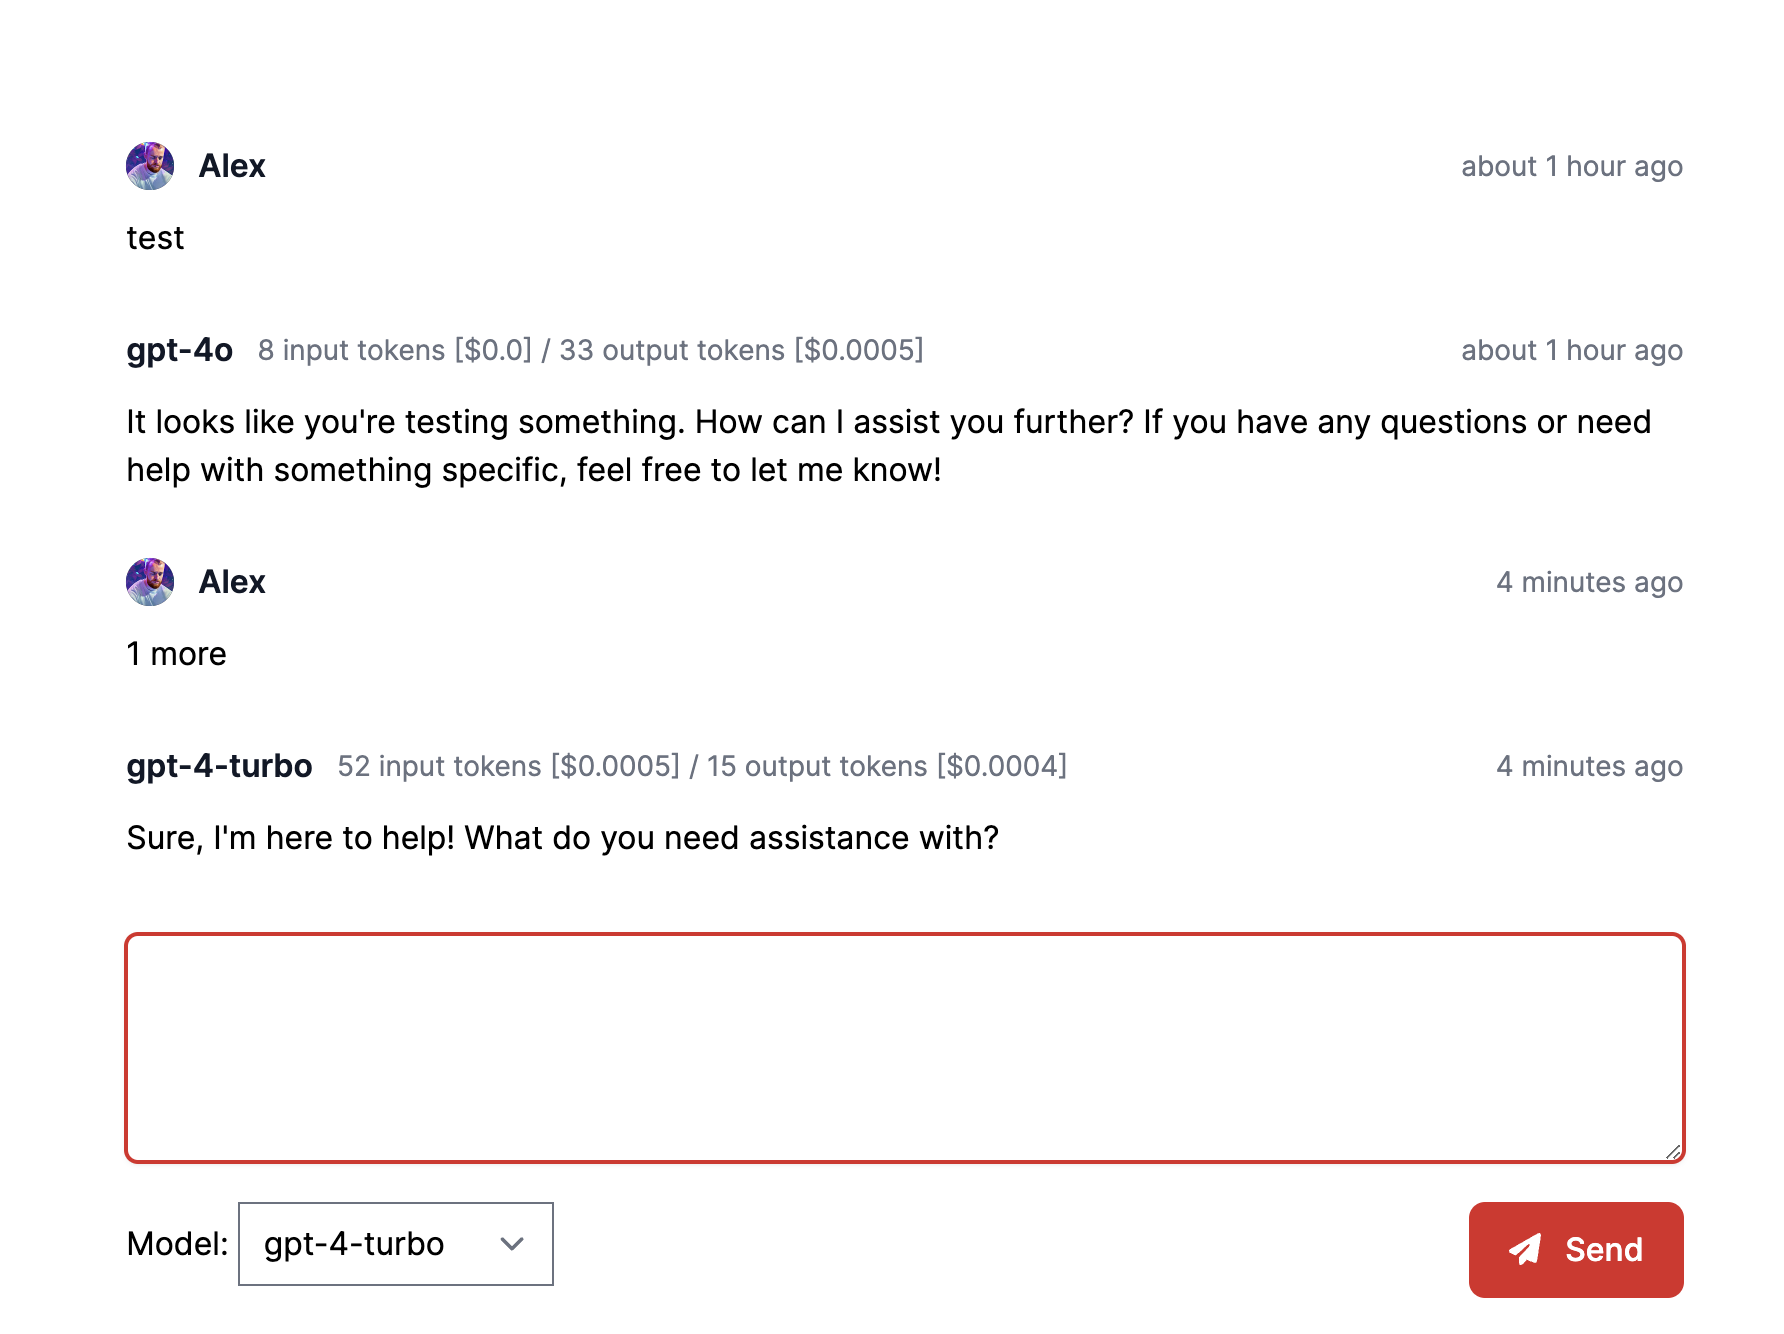 Alex about 1 hour ago
test
gpt-4o 8 input tokens [$0.0] / 33 output tokens [$0.0005] about 1 hour ago
It looks like you're testing something. How can I assist you further? If you have any questions or need
help with something specific, feel free to let me know!
Alex 4 minutes ago
1 more
gpt-4-turbo 52 input tokens [$0.0005] / 15 output tokens [$0.0004] 4 minutes ago
Sure, I'm here to help! What do you need assistance with?
Model: gpt-4-turbo Send